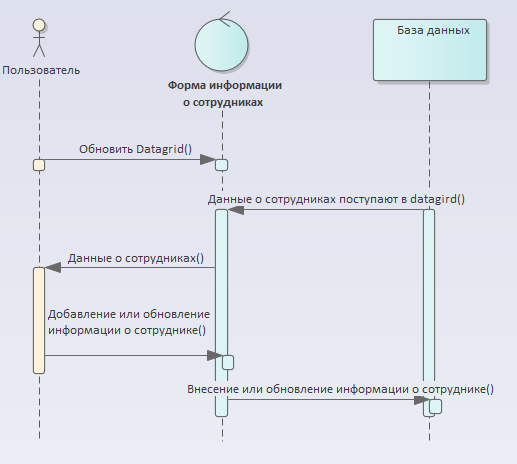 База данных
Пользователь
Форма информации
о сотрудниках
Обновить Datagrid()
Данные о сотрудниках поступают в datagird()
Данные о сотрудниках()
Добавление или обновление
информации о сотруднике()
Внесение или обновление информации о сотруднике()